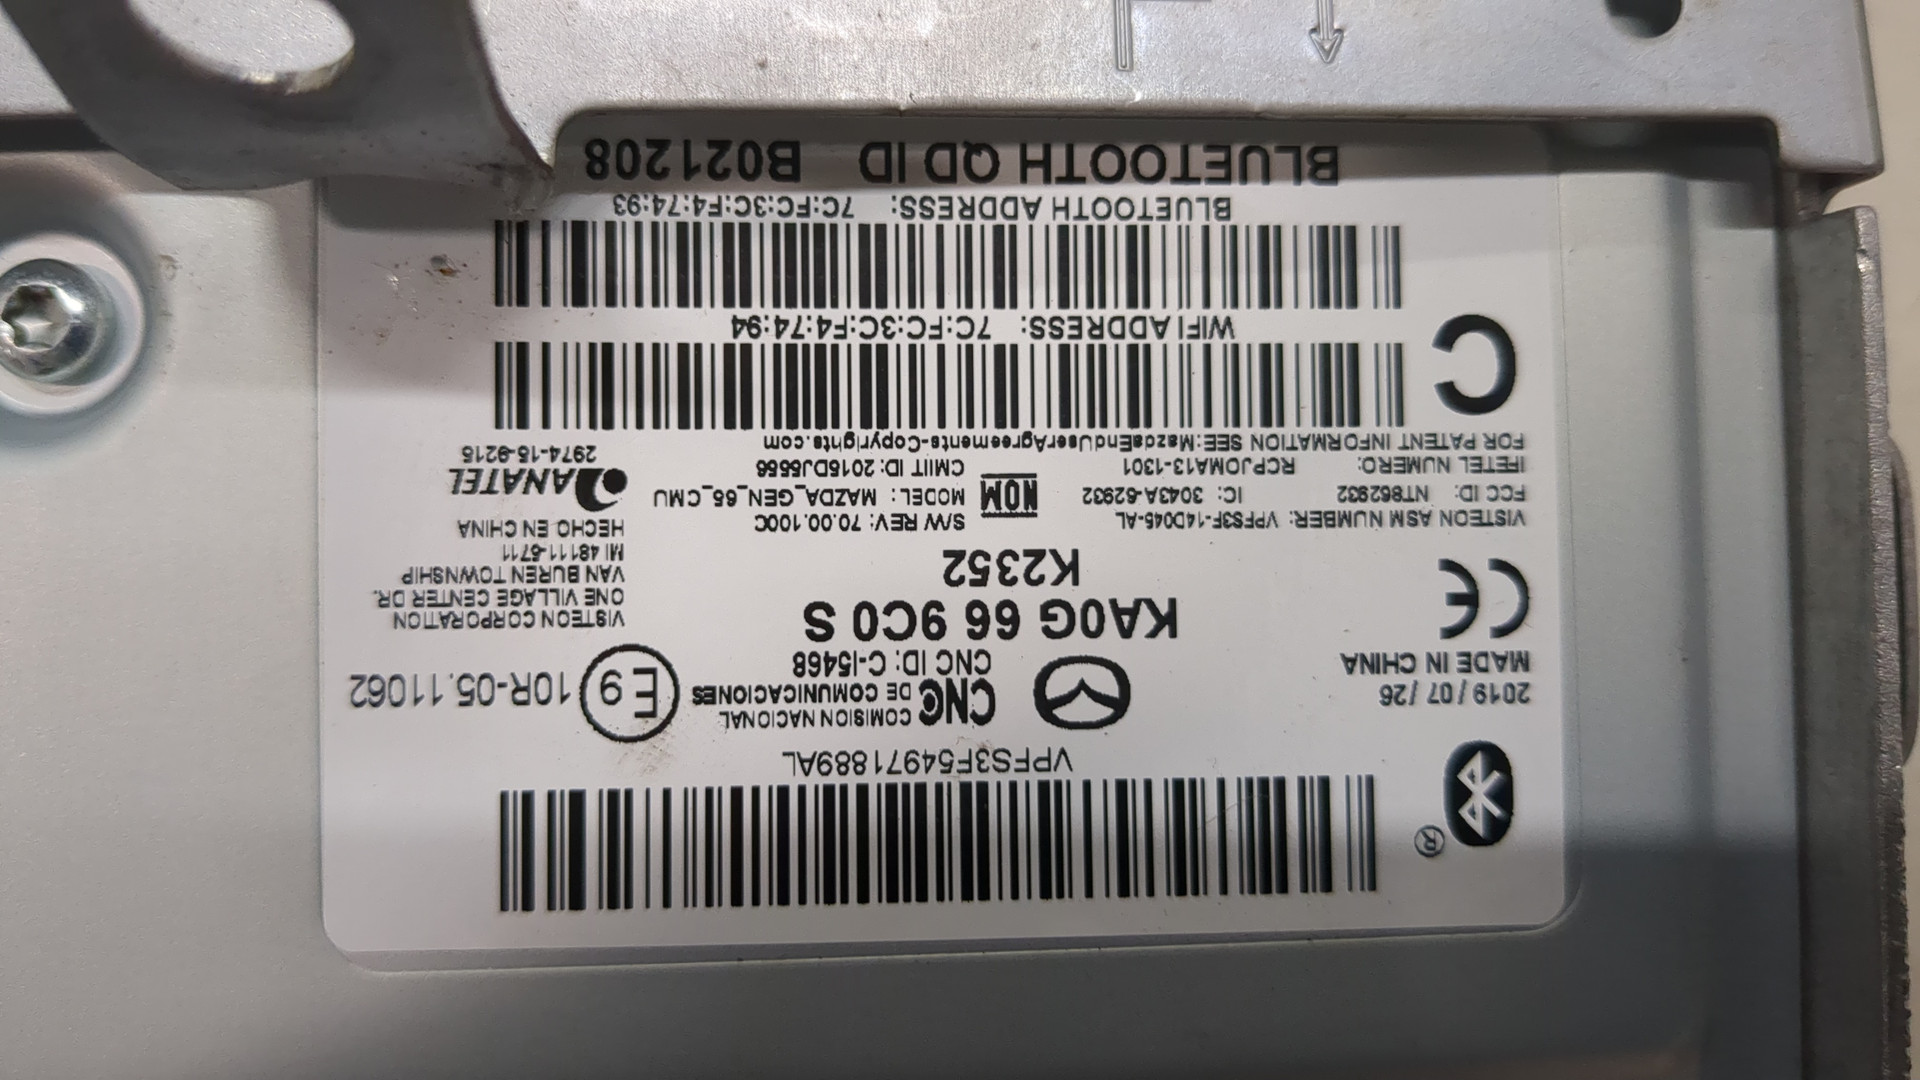 VPFS3F54971889AL
®
2019 / 07 / 26
MADE IN CHINA
CNC COMISION NACIONAL
DE COMUNICACIONES
CNC ID: C-I5468
E9 10R-05.11062
KA0G 66 9C0 S
K2352
CE
VISTEON CORPORATION
ONE VILLAGE CENTER DR.
VAN BUREN TOWNSHIP
MI 48111-5711
HECHO EN CHINA
VISTEON ASM NUMBER: VPFS3F-14D045-AL
S/W REV: 70.00.100C
FCC ID: NT862932 IC: 3043A-62932
NOM
MODEL: MAZDA_GEN_65_CMU
IFETEL NUMERO: RCPJOMA13-1301
CMIIT ID: 2015DJ5556
ANATEL
2974-15-9215
FOR PATENT INFORMATION SEE: MazdaEndUserAgreements-Copyrights.com
C
WIFI ADDRESS: 7C:FC:3C:F4:74:94
BLUETOOTH ADDRESS: 7C:FC:3C:F4:74:93
BLUETOOTH QD ID B021208